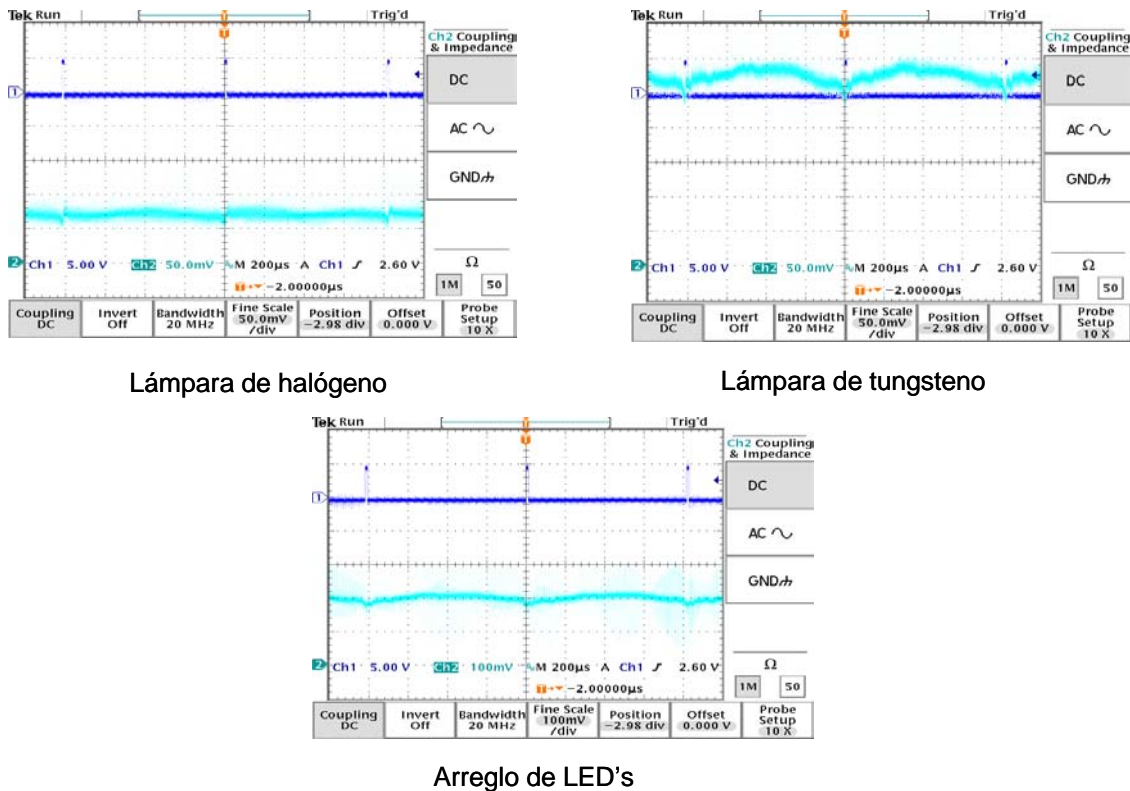 Tek Run Trig'd
T
T
Ch2 Coupling
& Impedance
DC
AC
GND
Ω
1M 50
1
2
Ch1 5.00 V Ch2 50.0mV M 200µs A Ch1 2.60 V
T -2.00000µs
Coupling DC
Invert Off
Bandwidth 20 MHz
Fine Scale 50.0mV /div
Position -2.98 div
Offset 0.000 V
Probe Setup 10 X
Lámpara de halógeno
Tek Run Trig'd
T
T
Ch2 Coupling
& Impedance
DC
AC
GND
Ω
1M 50
1
2
Ch1 5.00 V Ch2 50.0mV M 200µs A Ch1 2.60 V
T -2.00000µs
Coupling DC
Invert Off
Bandwidth 20 MHz
Fine Scale 50.0mV /div
Position -2.98 div
Offset 0.000 V
Probe Setup 10 X
Lámpara de tungsteno
Tek Run Trig'd
T
T
Ch2 Coupling
& Impedance
DC
AC
GND
Ω
1M 50
1
2
Ch1 5.00 V Ch2 100mV M 200µs A Ch1 2.60 V
T -2.00000µs
Coupling DC
Invert Off
Bandwidth 20 MHz
Fine Scale 100mV /div
Position -2.98 div
Offset 0.000 V
Probe Setup 10 X
Arreglo de LED's